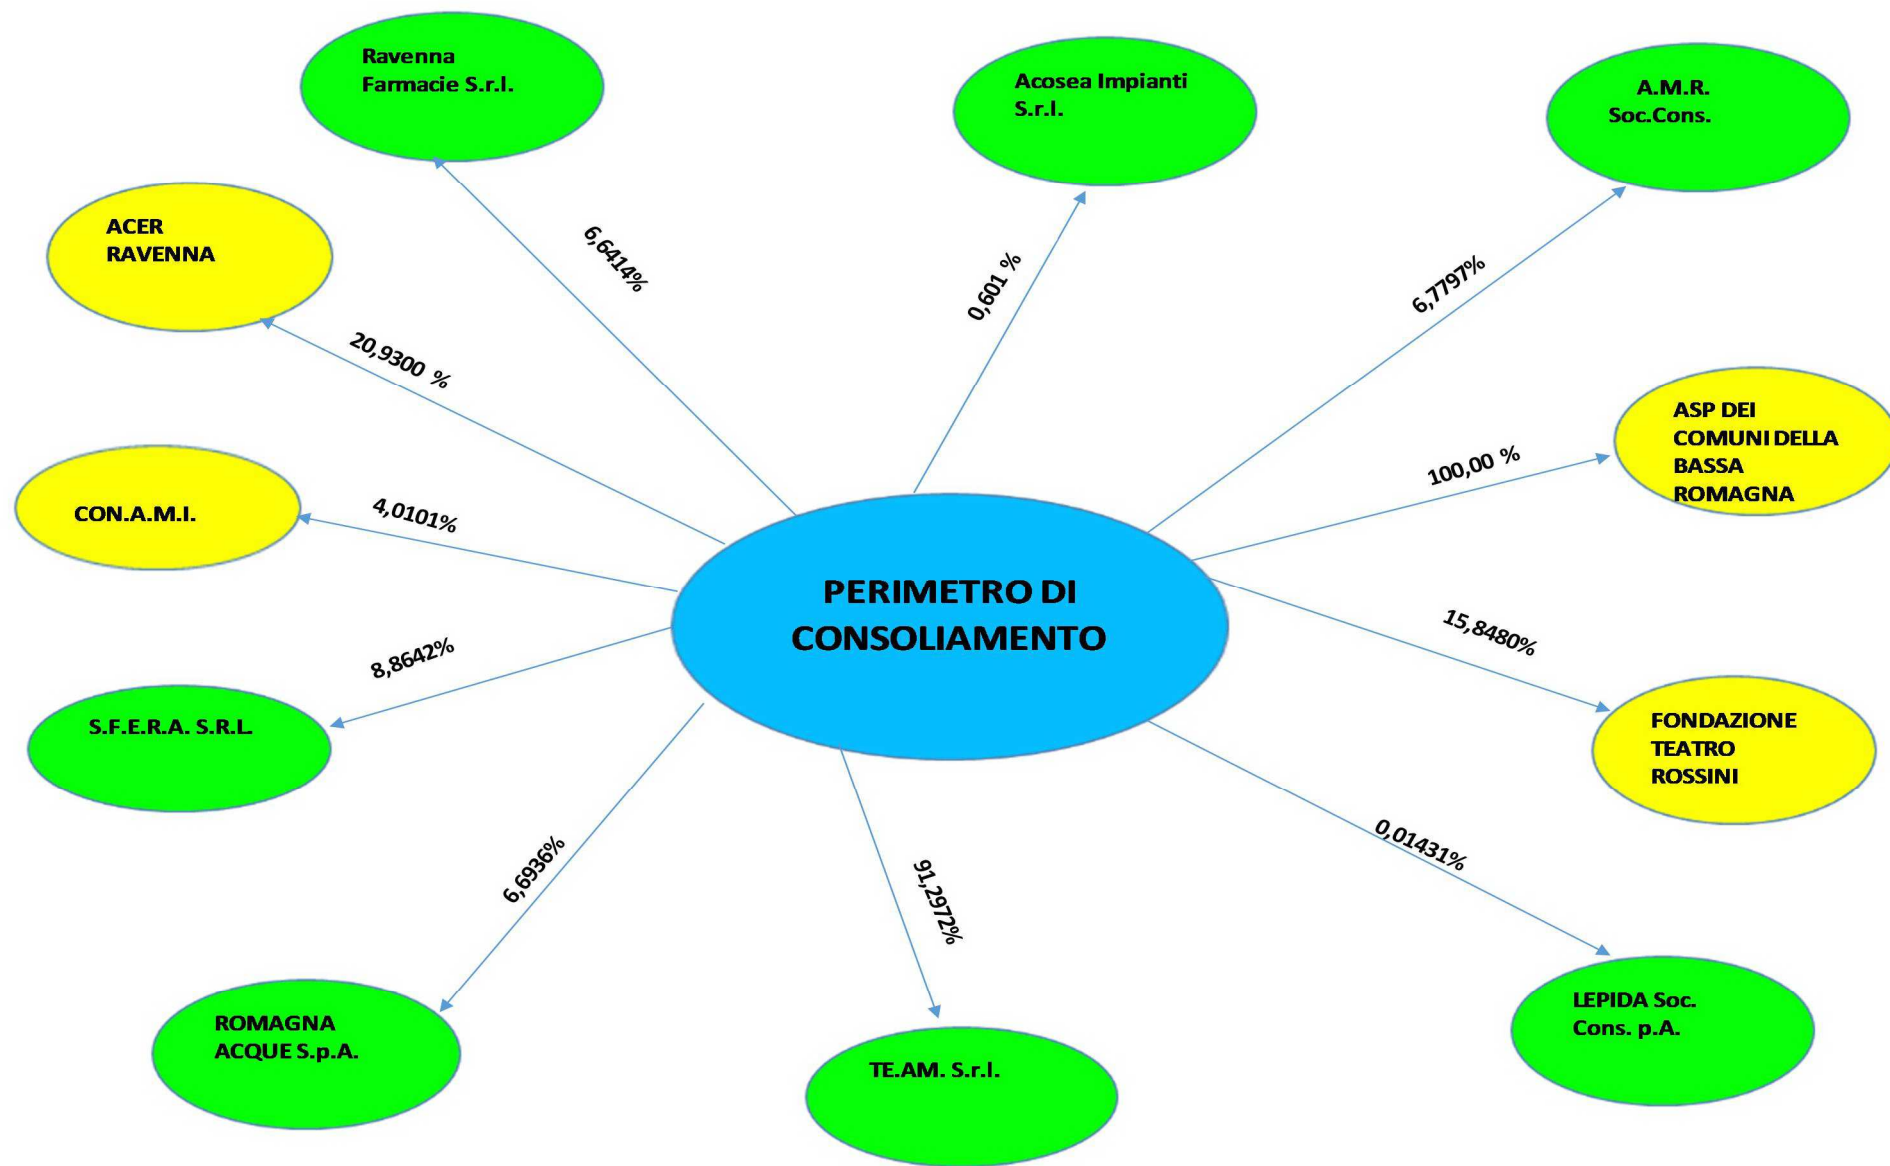 Ravenna
Farmacie S.r.l.
Acosea Impianti
S.r.l.
A.M.R.
Soc.Cons.
ACER
RAVENNA
6,6414%
0,601 %
6,7797%
20,9300 %
ASP DEI
COMUNI DELLA
BASSA
ROMAGNA
100,00 %
CON.A.M.I.
4,0101%
PERIMETRO DI
CONSOLIAMENTO
15,8480%
8,8642%
S.F.E.R.A. S.R.L.
FONDAZIONE
TEATRO
ROSSINI
0,01431%
6,6936%
91,2972%
ROMAGNA
ACQUE S.p.A.
TE.AM. S.r.l.
LEPIDA Soc.
Cons. p.A.